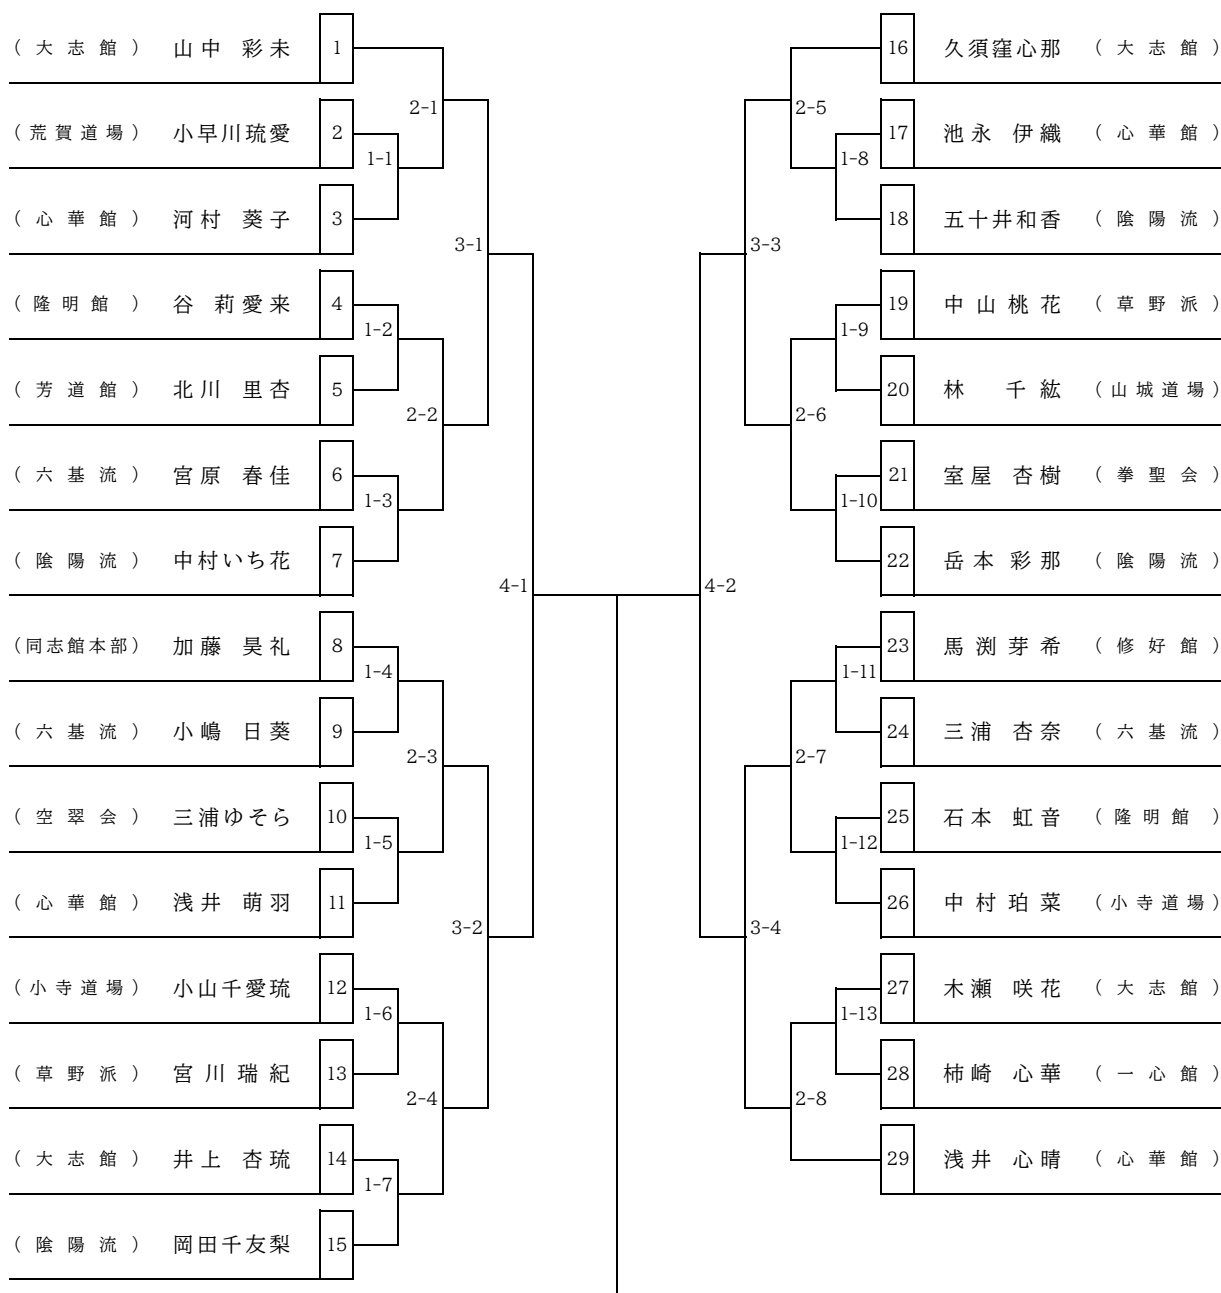 (大志館) 山中 彩未 1
2-1
(荒賀道場) 小早川琉愛 2
1-1
(心華館) 河村 葵子 3
3-1
(隆明館) 谷 莉愛来 4
1-2
(芳道館) 北川 里杏 5
2-2
(六基流) 宮原 春佳 6
1-3
(陰陽流) 中村いち花 7
4-1
(同志館本部) 加藤 昊礼 8
1-4
(六基流) 小嶋 日葵 9
2-3
(空翠会) 三浦ゆそら 10
1-5
(心華館) 浅井 萌羽 11
3-2
(小寺道場) 小山千愛琉 12
1-6
(草野派) 宮川瑞紀 13
2-4
(大志館) 井上 杏琉 14
1-7
(陰陽流) 岡田千友梨 15
16 久須窪心那 (大志館)
2-5
17 池永 伊織 (心華館)
1-8
18 五十井和香 (陰陽流)
3-3
19 中山桃花 (草野派)
1-9
20 林 千紘 (山城道場)
2-6
21 室屋 杏樹 (拳聖会)
1-10
22 岳本彩那 (陰陽流)
4-2
23 馬渕芽希 (修好館)
1-11
24 三浦 杏奈 (六基流)
2-7
25 石本 虹音 (隆明館)
1-12
26 中村珀菜 (小寺道場)
3-4
27 木瀬 咲花 (大志館)
1-13
28 柿崎 心華 (一心館)
2-8
29 浅井 心晴 (心華館)